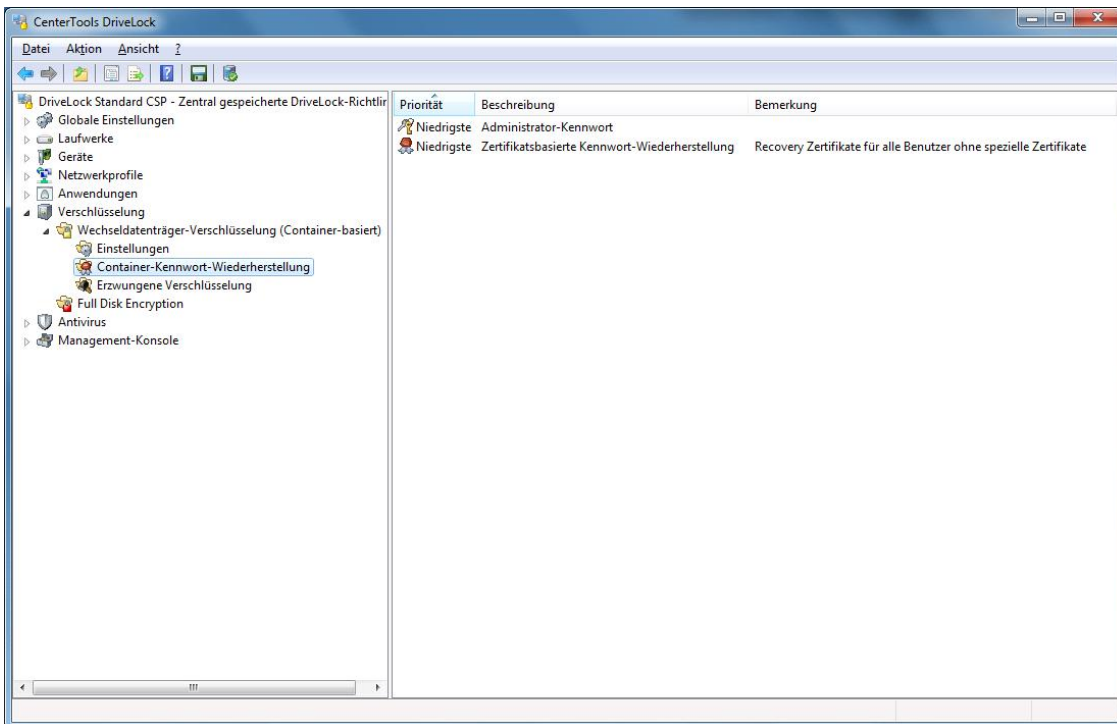 CenterTools DriveLock
Datei Aktion Ansicht ?
DriveLock Standard CSP - Zentral gespeicherte DriveLock-Richtlir
Globale Einstellungen
Laufwerke
Geräte
Netzwerkprofile
Anwendungen
Verschlüsselung
Wechseldatenträger-Verschlüsselung (Container-basiert)
Einstellungen
Container-Kennwort-Wiederherstellung
Erzwungene Verschlüsselung
Full Disk Encryption
Antivirus
Management-Konsole
Priorität Beschreibung Bemerkung
Niedrigste Administrator-Kennwort
Niedrigste Zertifikatsbasierte Kennwort-Wiederherstellung Recovery Zertifikate für alle Benutzer ohne spezielle Zertifikate